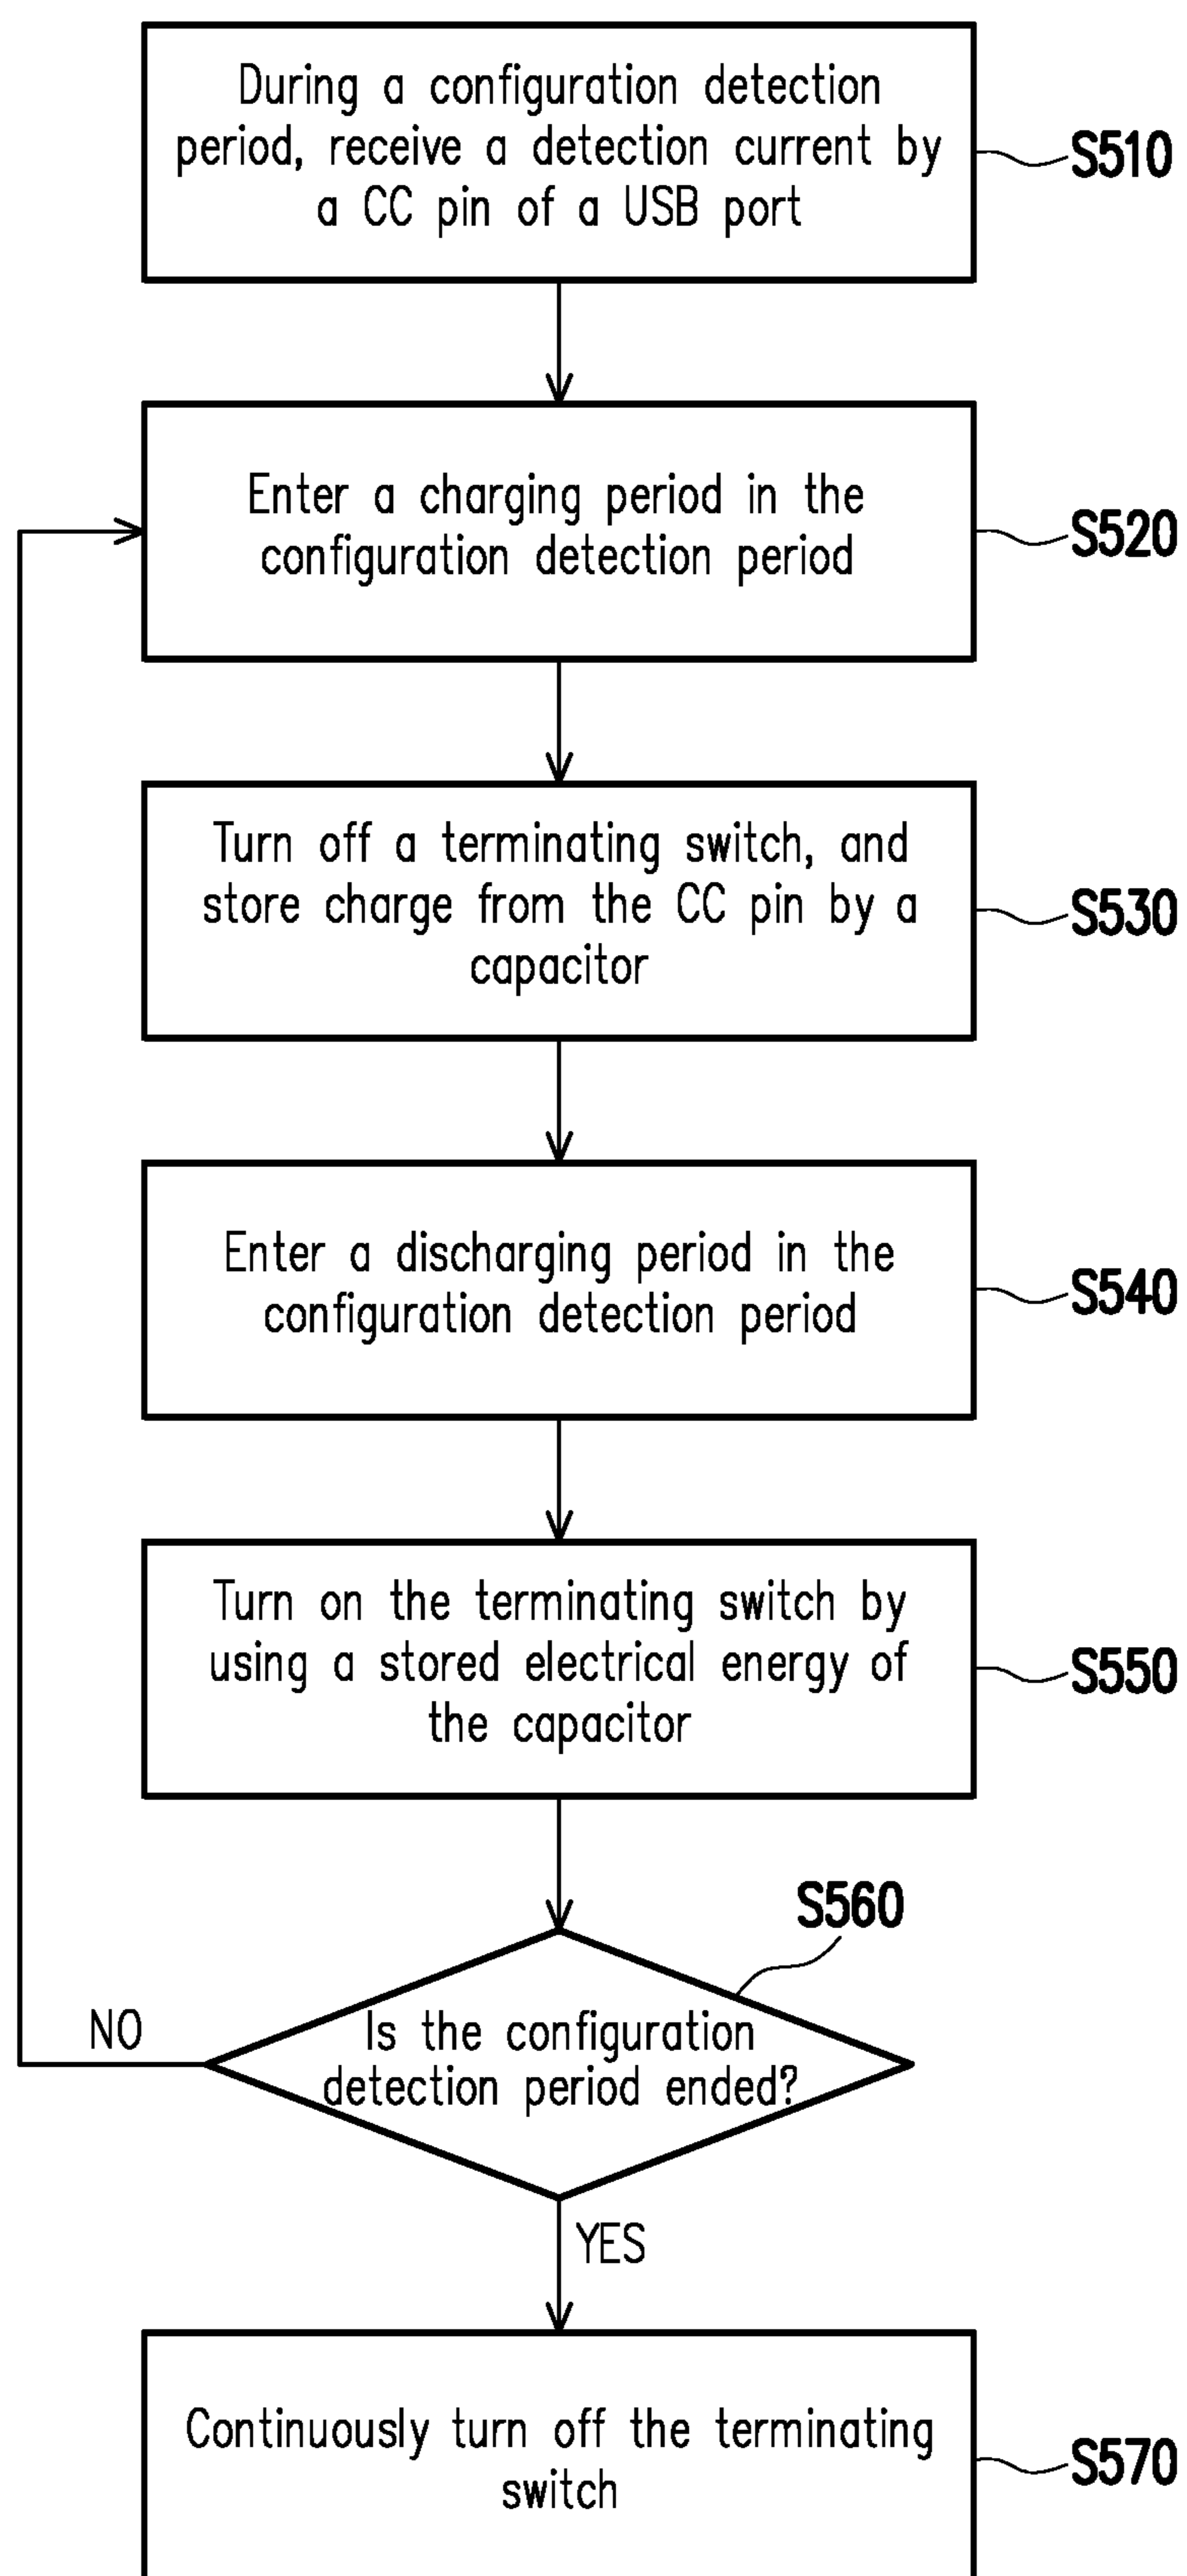 During a configuration detection
period, receive a detection current by
a CC pin of a USB port
S510
Enter a charging period in the
configuration detection period
S520
Turn off a terminating switch, and
store charge from the CC pin by a
capacitor
S530
Enter a discharging period in the
configuration detection period
S540
Turn on the terminating switch by
using a stored electrical energy of
the capacitor
S550
S560
Is the configuration
detection period ended?
NO
YES
Continuously turn off the terminating
switch
S570